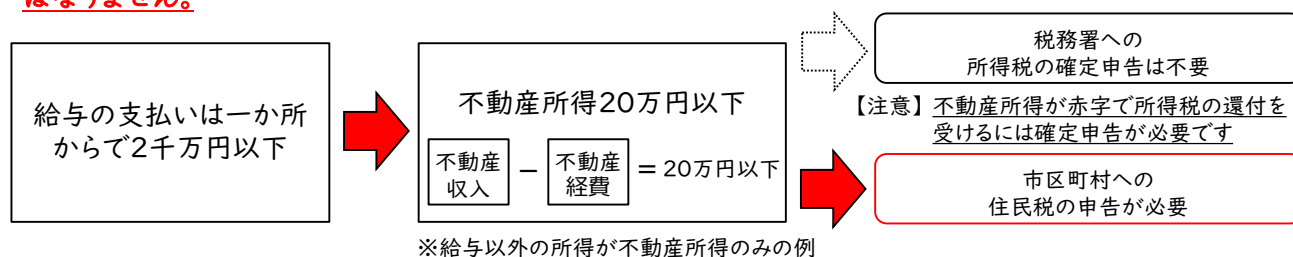 はなりません。
給与の支払いは一か所
からで2千万円以下
不動産所得20万円以下
不動産
収入
－
不動産
経費
＝20万円以下
※給与以外の所得が不動産所得のみの例
税務署への
所得税の確定申告は不要
【注意】不動産所得が赤字で所得税の還付を
受けるには確定申告が必要です
市区町村への
住民税の申告が必要